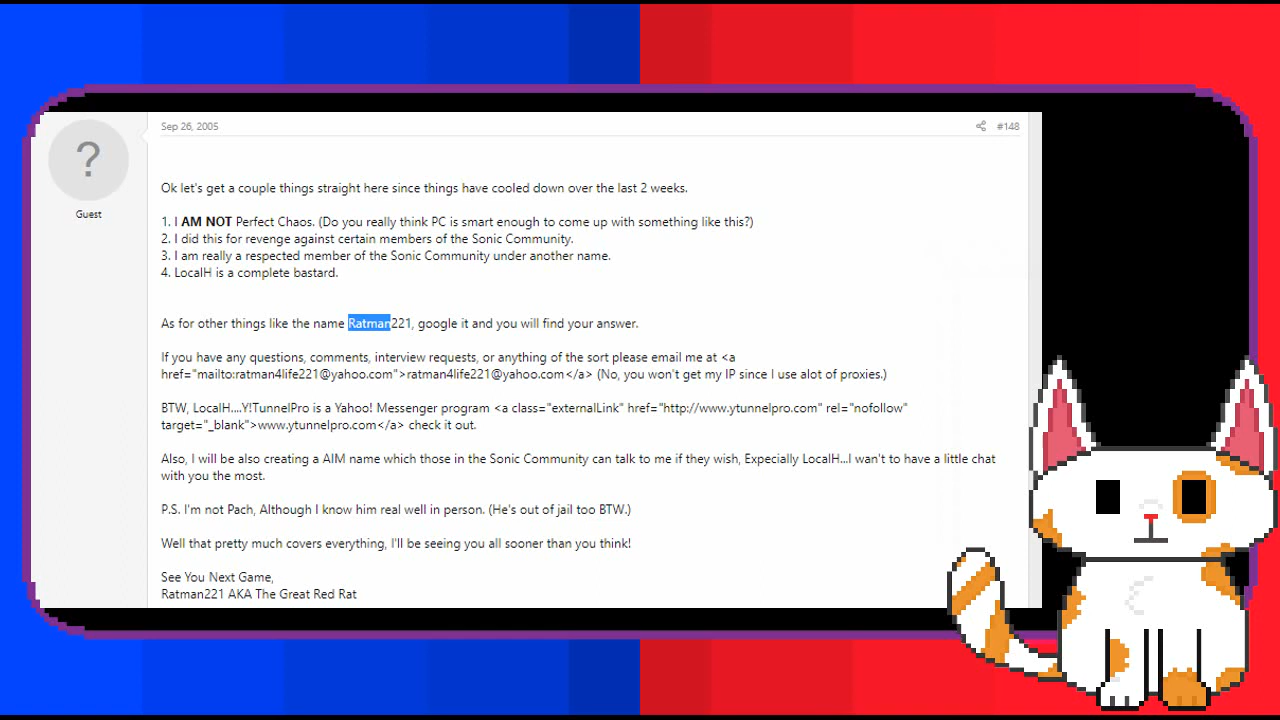 Sep 26, 2005
#148
?
Guest
Ok let's get a couple things straight here since things have cooled down over the last 2 weeks.
1. I AM NOT Perfect Chaos. (Do you really think PC is smart enough to come up with something like this?)
2. I did this for revenge against certain members of the Sonic Community.
3. I am really a respected member of the Sonic Community under another name.
4. LocalH is a complete bastard.
As for other things like the name Ratman221, google it and you will find your answer.
If you have any questions, comments, interview requests, or anything of the sort please email me at <a
href="mailto:ratman4life221@yahoo.com">ratman4life221@yahoo.com</a> (No, you won't get my IP since I use alot of proxies.)
BTW, LocalH....Y!TunnelPro is a Yahoo! Messenger program <a class="externalLink" href="http://www.ytunnelpro.com" rel="nofollow"
target="_blank">www.ytunnelpro.com</a> check it out.
Also, I will be also creating a AIM name which those in the Sonic Community can talk to me if they wish, Expecially LocalH...I wan't to have a little chat
with you the most.
P.S. I'm not Pach, Although I know him real well in person. (He's out of jail too BTW.)
Well that pretty much covers everything, I'll be seeing you all sooner than you think!
See You Next Game,
Ratman221 AKA The Great Red Rat